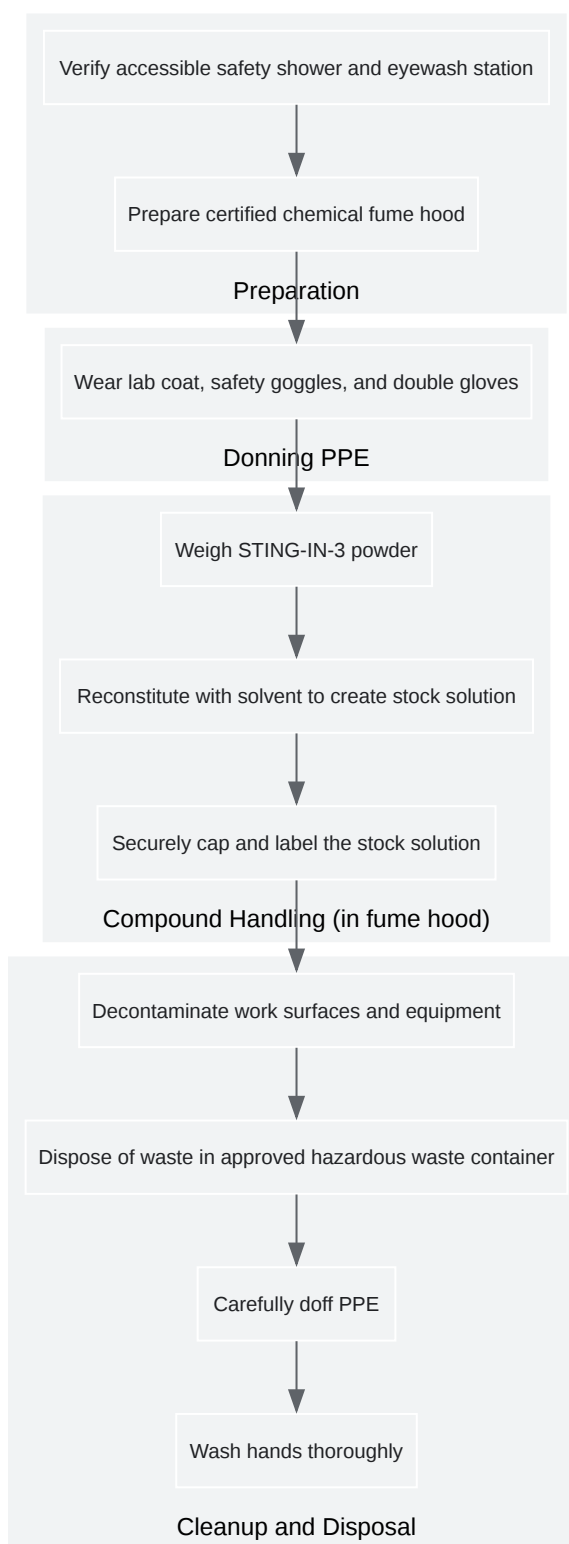 Verify accessible safety shower and eyewash station
Prepare certified chemical fume hood
Preparation
Wear lab coat, safety goggles, and double gloves
Donning PPE
Weigh STING-IN-3 powder
Reconstitute with solvent to create stock solution
Securely cap and label the stock solution
Compound Handling (in fume hood)
Decontaminate work surfaces and equipment
Dispose of waste in approved hazardous waste container
Carefully doff PPE
Wash hands thoroughly
Cleanup and Disposal